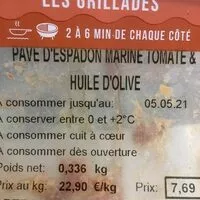 LES GRILLADES
2 À 6 MIN DE CHAQUE CÔTÉ
PAVE D'ESPADON MARINE TOMATE &
HUILE D'OLIVE
A consommer jusqu'au: 05.05.21
A conserver entre 0 et +2°C
A consommer cuit à cœur
A consommer dès ouverture
Poids net: 0,336 kg
Prix au kg: 22,90 €/kg Prix: 7,69